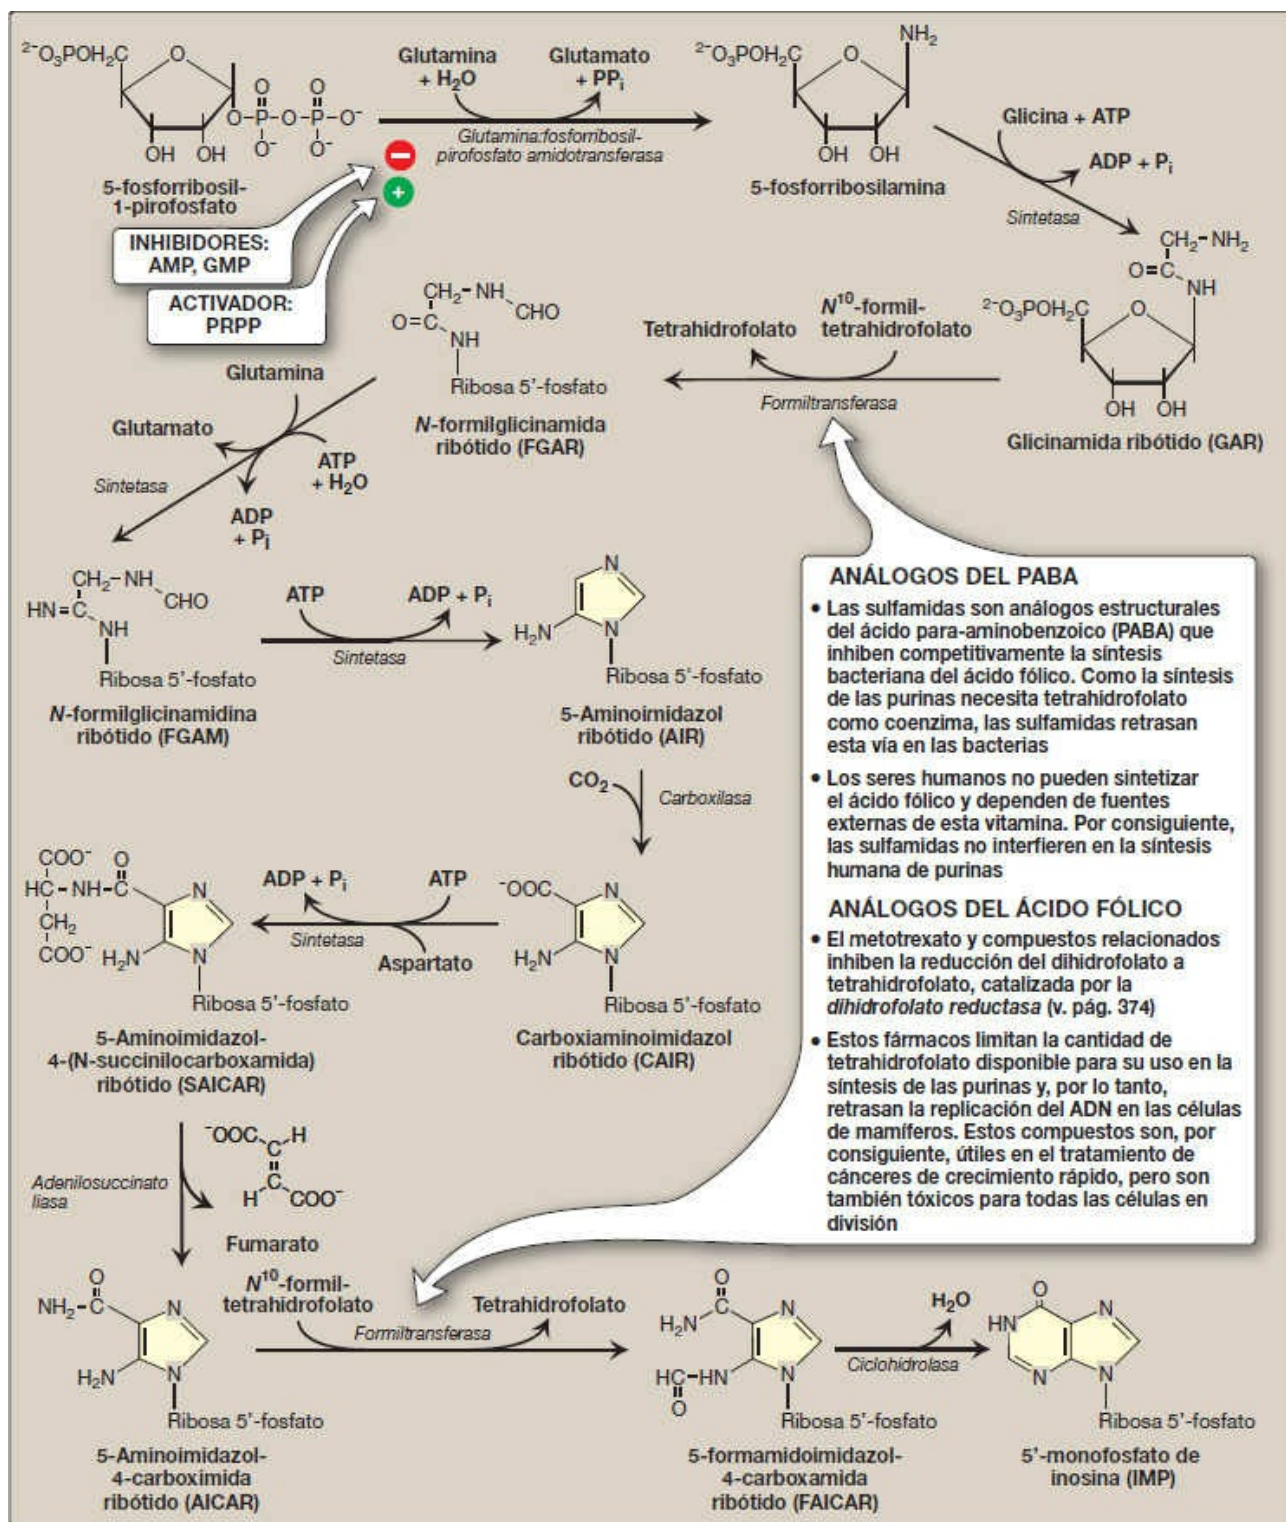 ²⁻O₃POH₂C
O
O
P
O
O⁻
O⁻
O
P
O⁻
O⁻
OH OH
5-fosforribosil-
1-pirofosfato
Glutamina
+ H₂O
Glutamato
+ PPᵢ
Glutamina:fosforribosil-
pirofosfato amidotransferasa
−
+
INHIBIDORES:
AMP, GMP
ACTIVADOR:
PRPP
²⁻O₃POH₂C
O
NH₂
OH OH
5-fosforribosilamina
Glicina + ATP
ADP + Pᵢ
Sintetasa
CH₂-NH₂
O=C
NH
²⁻O₃POH₂C
O
OH OH
Glicinamida ribótido (GAR)
N¹⁰-formil-
tetrahidrofolato
Tetrahidrofolato
Formiltransferasa
CH₂-NH
CHO
O=C
NH
Ribosa 5'-fosfato
N-formilglicinamida
ribótido (FGAR)
Glutamina
Glutamato
ATP
+ H₂O
Sintetasa
ADP
+ Pi
CH₂-NH
CHO
HN=C
NH
Ribosa 5'-fosfato
N-formilglicinamidina
ribótido (FGAM)
ATP
ADP + Pᵢ
Sintetasa
N
H₂N
N
Ribosa 5'-fosfato
5-Aminoimidazol
ribótido (AIR)
CO₂
Carboxilasa
⁻OOC
N
H₂N
N
Ribosa 5'-fosfato
Carboxiaminoimidazol
ribótido (CAIR)
ATP
ADP + Pᵢ
Sintetasa
Aspartato
COO⁻
O
HC-NH-C
CH₂
COO⁻
N
H₂N
N
Ribosa 5'-fosfato
5-Aminoimidazol-
4-(N-succinilocarboxamida)
ribótido (SAICAR)
Adenilosuccinato
liasa
⁻OOC
H
C
C
H
COO⁻
Fumarato
O
NH₂-C
N
H₂N
N
Ribosa 5'-fosfato
5-Aminoimidazol-
4-carboximida
ribótido (AICAR)
N¹⁰-formil-
tetrahidrofolato
Tetrahidrofolato
Formiltransferasa
O
C
H₂N
N
HC-HN
O
N
Ribosa 5'-fosfato
5-formamidoimidazol-
4-carboxamida
ribótido (FAICAR)
H₂O
Ciclohidrolasa
O
HN
N
N
N
Ribosa 5'-fosfato
5'-monofosfato de
inosina (IMP)
ANÁLOGOS DEL PABA
• Las sulfamidas son análogos estructurales
del ácido para-aminobenzoico (PABA) que
inhiben competitivamente la síntesis
bacteriana del ácido fólico. Como la síntesis
de las purinas necesita tetrahidrofolato
como coenzima, las sulfamidas retrasan
esta vía en las bacterias
• Los seres humanos no pueden sintetizar
el ácido fólico y dependen de fuentes
externas de esta vitamina. Por consiguiente,
las sulfamidas no interfieren en la síntesis
humana de purinas
ANÁLOGOS DEL ÁCIDO FÓLICO
• El metotrexato y compuestos relacionados
inhiben la reducción del dihidrofolato a
tetrahidrofolato, catalizada por la
dihidrofolato reductasa (v. pág. 374)
• Estos fármacos limitan la cantidad de
tetrahidrofolato disponible para su uso en la
síntesis de las purinas y, por lo tanto,
retrasan la replicación del ADN en las células
de mamíferos. Estos compuestos son, por
consiguiente, útiles en el tratamiento de
cánceres de crecimiento rápido, pero son
también tóxicos para todas las células en
división